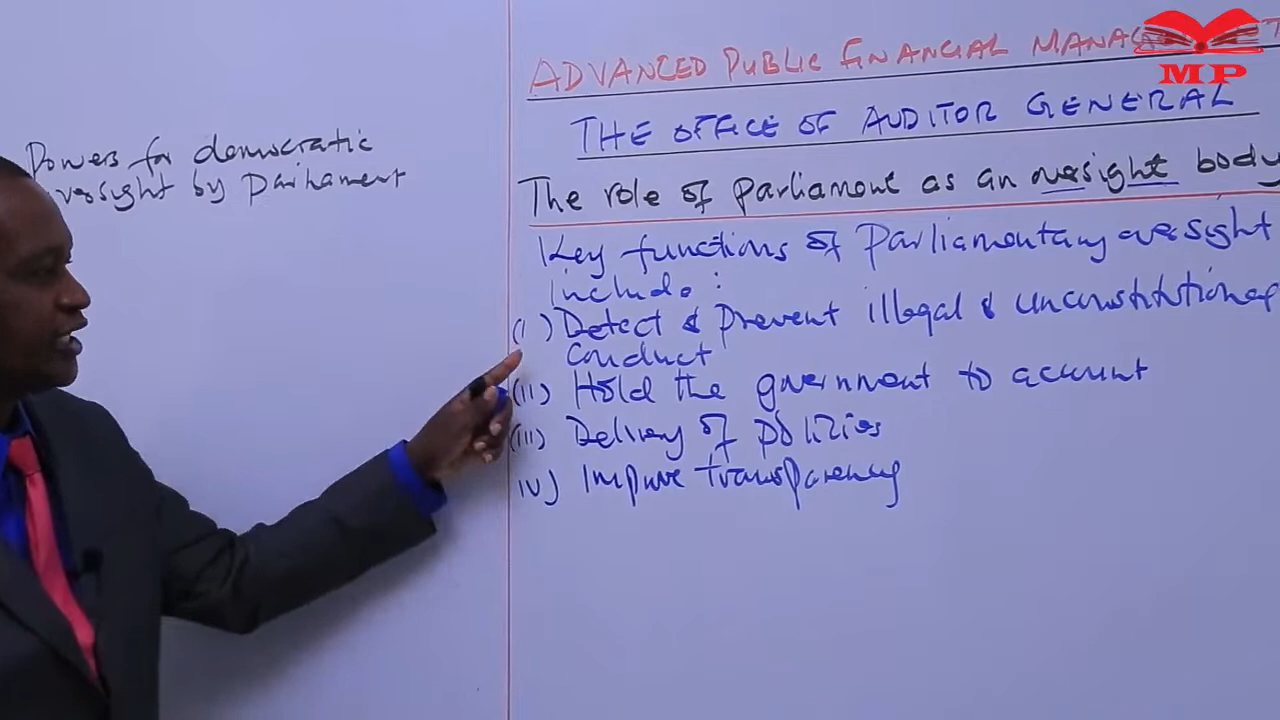 Powers for democratic
oversight by Parliament
ADVANCED PUBLIC FINANCIAL
MP
THE OFFICE OF AUDITOR GENERAL
The role of parliament as an oversight body
Key functions of Parliamentary oversight
include:
(i) Detect & prevent illegal & unconstitutional
conduct
(ii) Hold the government to account
(iii) Delivery of policies
iv) Improve transparency